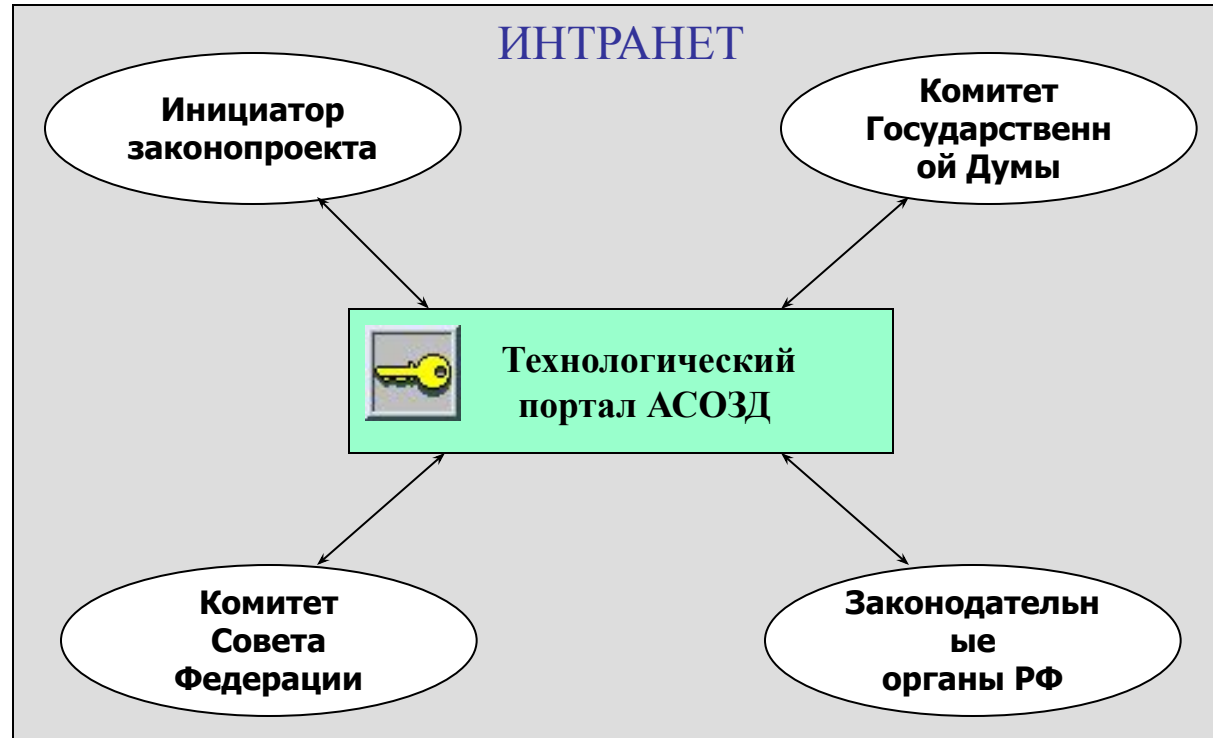 ИНТРАНЕТ
Инициатор
законопроекта
Комитет
Государственн
ой Думы
Технологический
портал АСОЗД
Комитет
Совета
Федерации
Законодательн
ые
органы РФ